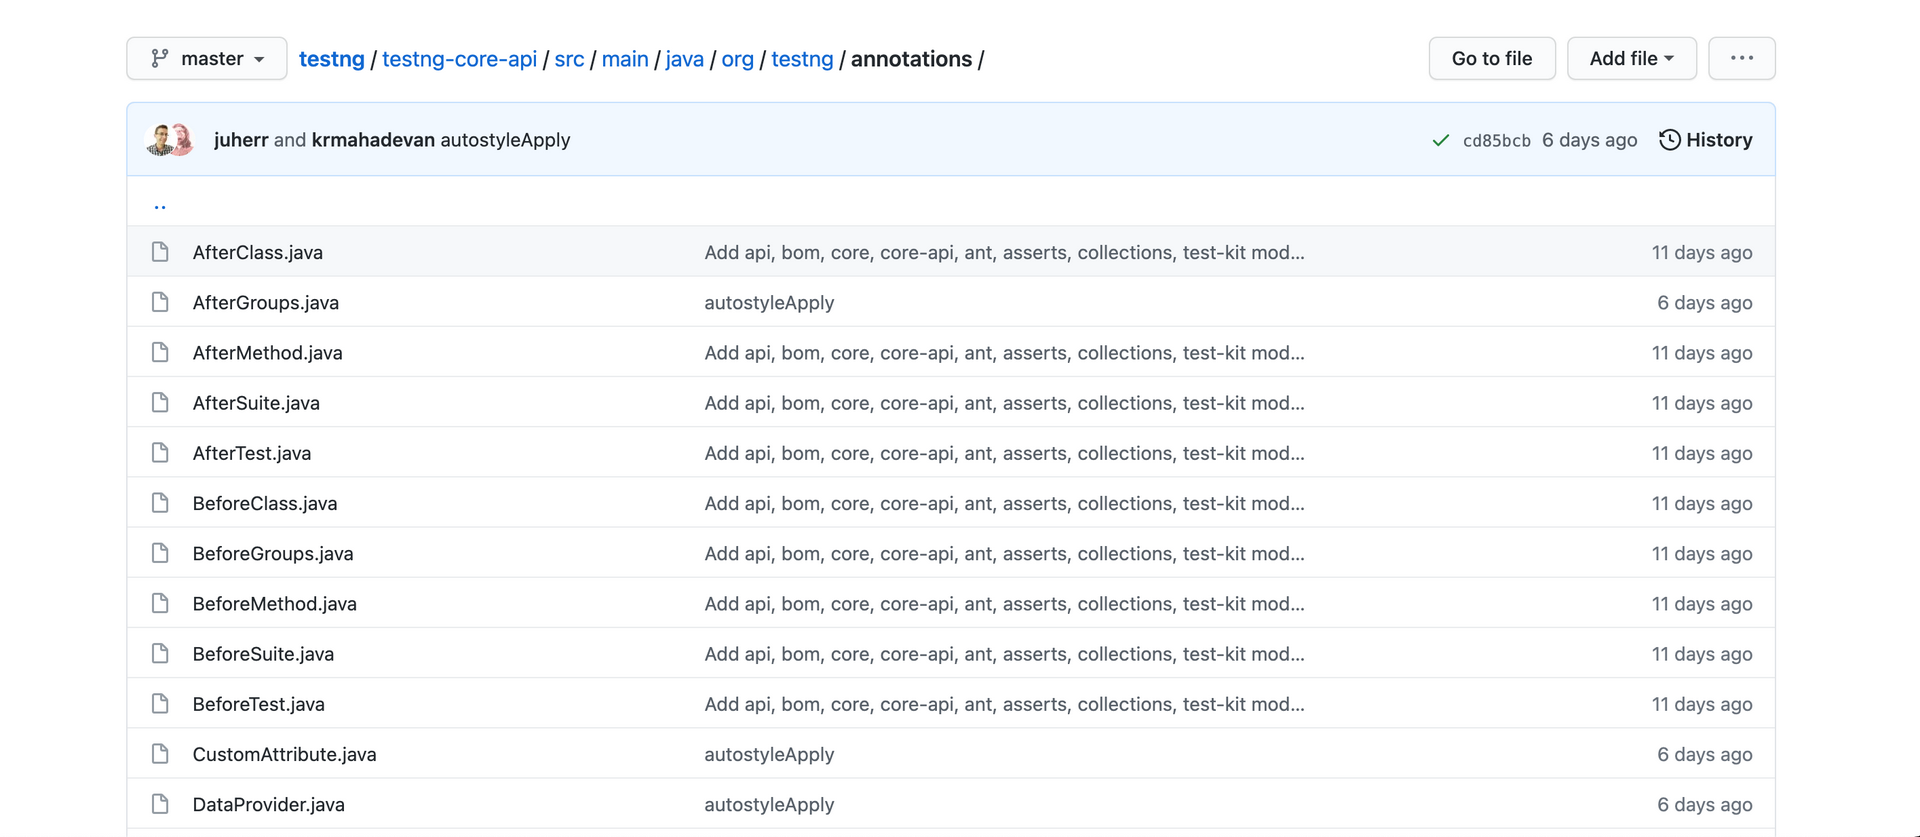 master testng / testng-core-api / src / main / java / org / testng / annotations / Go to file Add file ...
juherr and krmahadevan autostyleApply cd85bcb 6 days ago History
..
AfterClass.java Add api, bom, core, core-api, ant, asserts, collections, test-kit mod... 11 days ago
AfterGroups.java autostyleApply 6 days ago
AfterMethod.java Add api, bom, core, core-api, ant, asserts, collections, test-kit mod... 11 days ago
AfterSuite.java Add api, bom, core, core-api, ant, asserts, collections, test-kit mod... 11 days ago
AfterTest.java Add api, bom, core, core-api, ant, asserts, collections, test-kit mod... 11 days ago
BeforeClass.java Add api, bom, core, core-api, ant, asserts, collections, test-kit mod... 11 days ago
BeforeGroups.java Add api, bom, core, core-api, ant, asserts, collections, test-kit mod... 11 days ago
BeforeMethod.java Add api, bom, core, core-api, ant, asserts, collections, test-kit mod... 11 days ago
BeforeSuite.java Add api, bom, core, core-api, ant, asserts, collections, test-kit mod... 11 days ago
BeforeTest.java Add api, bom, core, core-api, ant, asserts, collections, test-kit mod... 11 days ago
CustomAttribute.java autostyleApply 6 days ago
DataProvider.java autostyleApply 6 days ago